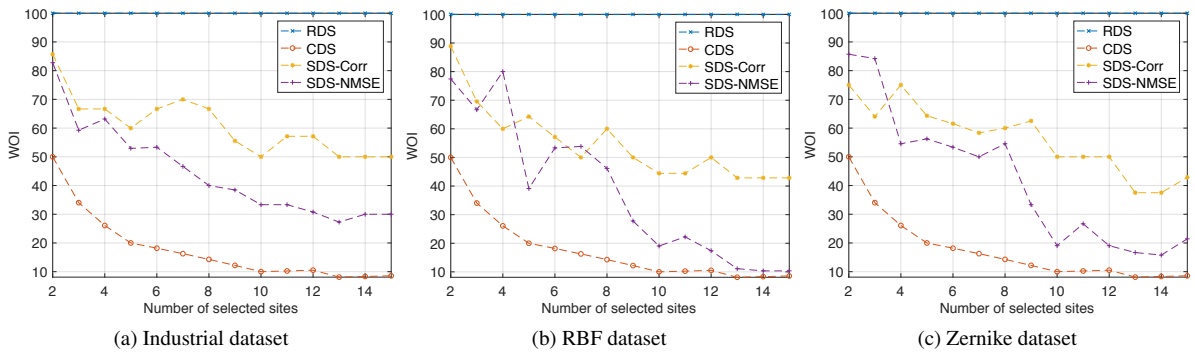 100
90
80
70
60
50
40
30
20
10
WOI
RDS
CDS
SDS-Corr
SDS-NMSE
2 4 6 8 10 12 14
Number of selected sites
(a) Industrial dataset
100
90
80
70
60
50
40
30
20
10
WOI
RDS
CDS
SDS-Corr
SDS-NMSE
2 4 6 8 10 12 14
Number of selected sites
(b) RBF dataset
100
90
80
70
60
50
40
30
20
10
WOI
RDS
CDS
SDS-Corr
SDS-NMSE
2 4 6 8 10 12 14
Number of selected sites
(c) Zernike dataset